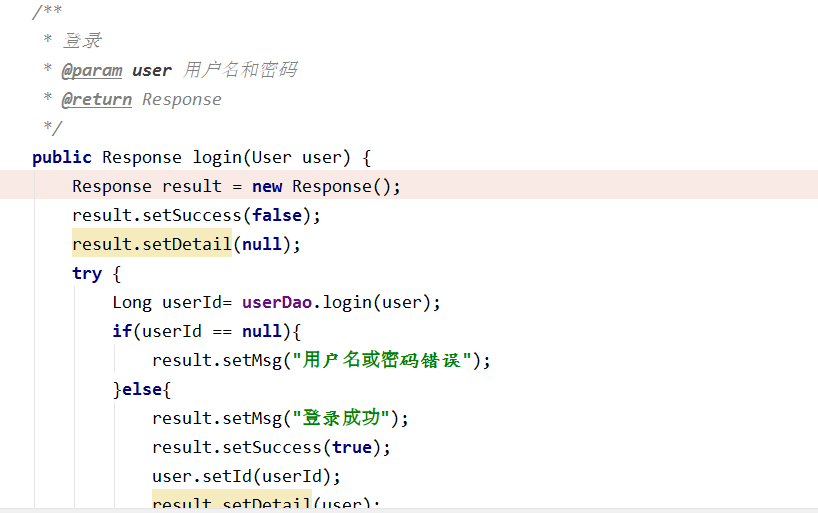 /**
* 登录
* @param user 用户名和密码
* @return Response
*/
public Response login(User user) {
Response result = new Response();
result.setSuccess(false);
result.setDetail(null);
try {
Long userId= userDao.login(user);
if(userId == null){
result.setMsg("用户名或密码错误");
}else{
result.setMsg("登录成功");
result.setSuccess(true);
user.setId(userId);
result.setDetail(user);